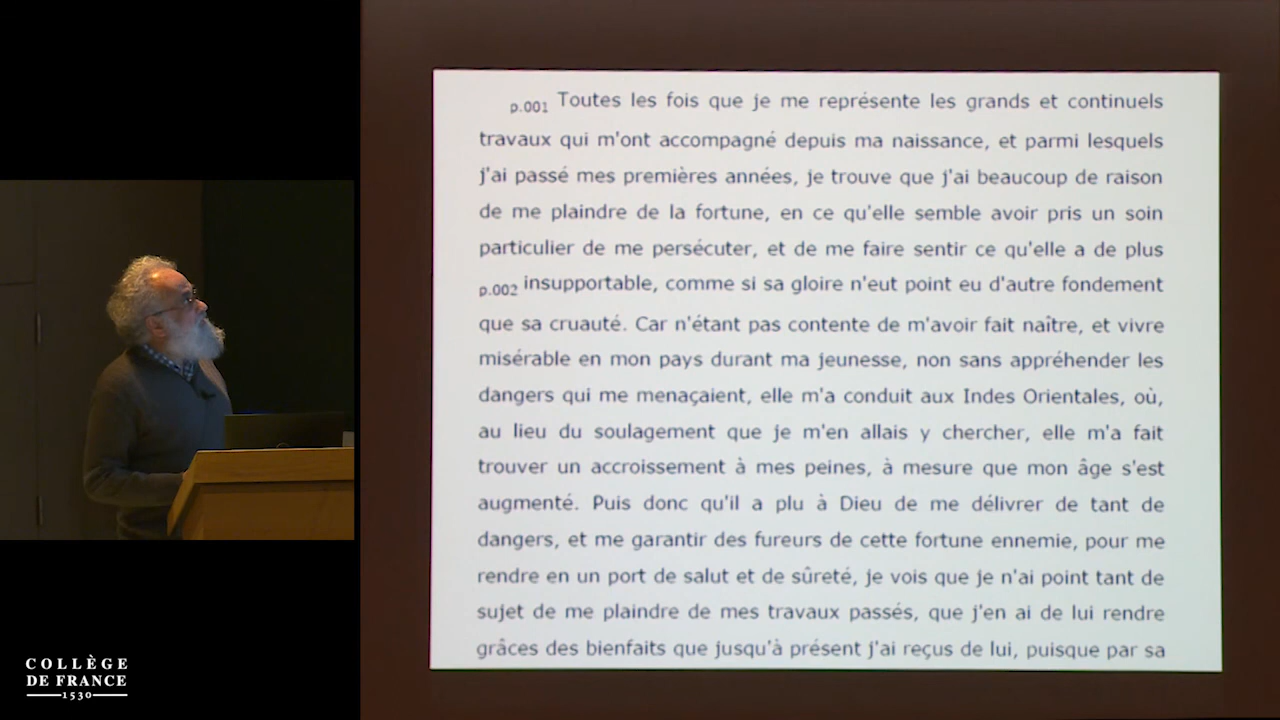 p.001 Toutes les fois que je me représente les grands et continuels
travaux qui m'ont accompagné depuis ma naissance, et parmi lesquels
j'ai passé mes premières années, je trouve que j'ai beaucoup de raison
de me plaindre de la fortune, en ce qu'elle semble avoir pris un soin
particulier de me persécuter, et de me faire sentir ce qu'elle a de plus
p.002 insupportable, comme si sa gloire n'eut point eu d'autre fondement
que sa cruauté. Car n'étant pas contente de m'avoir fait naître, et vivre
misérable en mon pays durant ma jeunesse, non sans appréhender les
dangers qui me menaçaient, elle m'a conduit aux Indes Orientales, où,
au lieu du soulagement que je m'en allais y chercher, elle m'a fait
trouver un accroissement à mes peines, à mesure que mon âge s'est
augmenté. Puis donc qu'il a plu à Dieu de me délivrer de tant de
dangers, et me garantir des fureurs de cette fortune ennemie, pour me
rendre en un port de salut et de sûreté, je vois que je n'ai point tant de
sujet de me plaindre de mes travaux passés, que j'en ai de lui rendre
grâces des bienfaits que jusqu'à présent j'ai reçus de lui, puisque par sa
COLLÈGE
DE FRANCE
1530